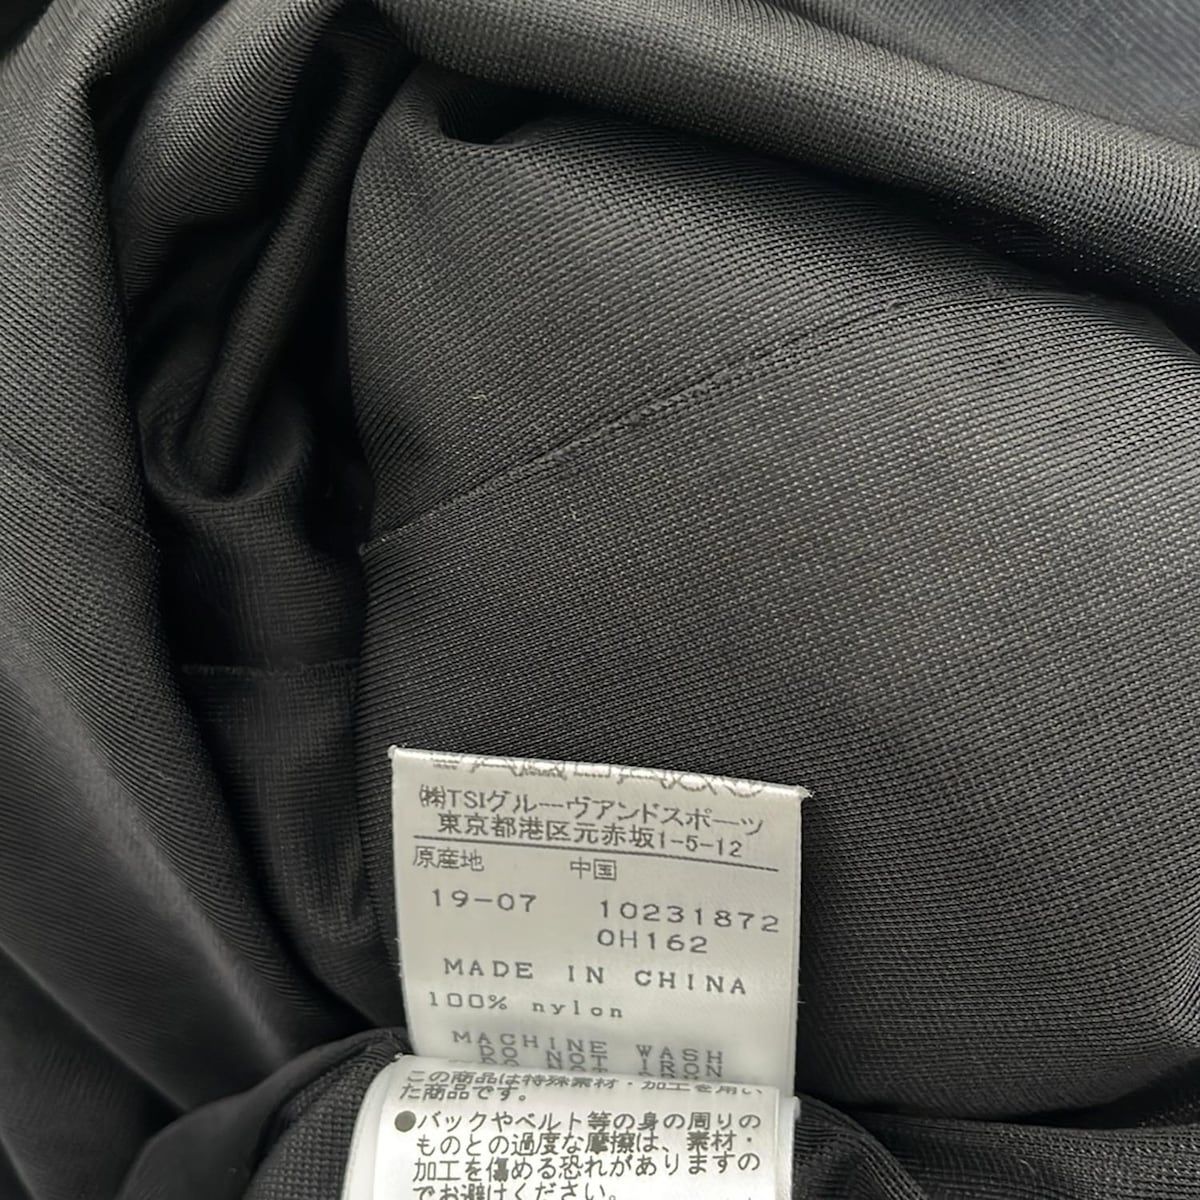 ㈱TSIグルーヴアンドスポーツ
東京都港区元赤坂1-5-12
原産地 中国
19-07 10231872
0H162
MADE IN CHINA
100% nylon
MACHINE WASH
DO NOT IRON
この商品は特殊素材・加工を用い
た商品です。
●バックやベルト等の身の周りの
ものとの過度な摩擦は、素材・
加工を傷める恐れがありますの
でお避けください。